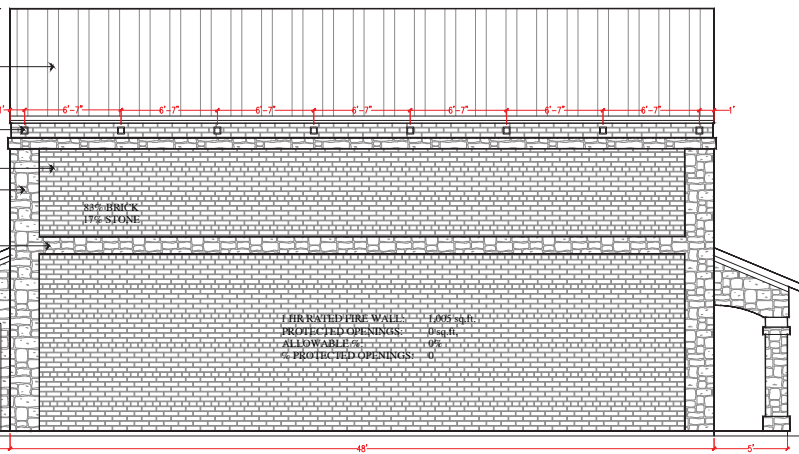 1'
6'-7"
6'-7"
6'-7"
6'-7"
6'-7"
6'-7"
6'-7"
1'
83% BRICK
17% STONE
1 HR RATED FIRE WALL: 1,005 sq.ft.
PROTECTED OPENINGS: 0 sq.ft.
ALLOWABLE %: 0%
% PROTECTED OPENINGS: 0
48'
5'